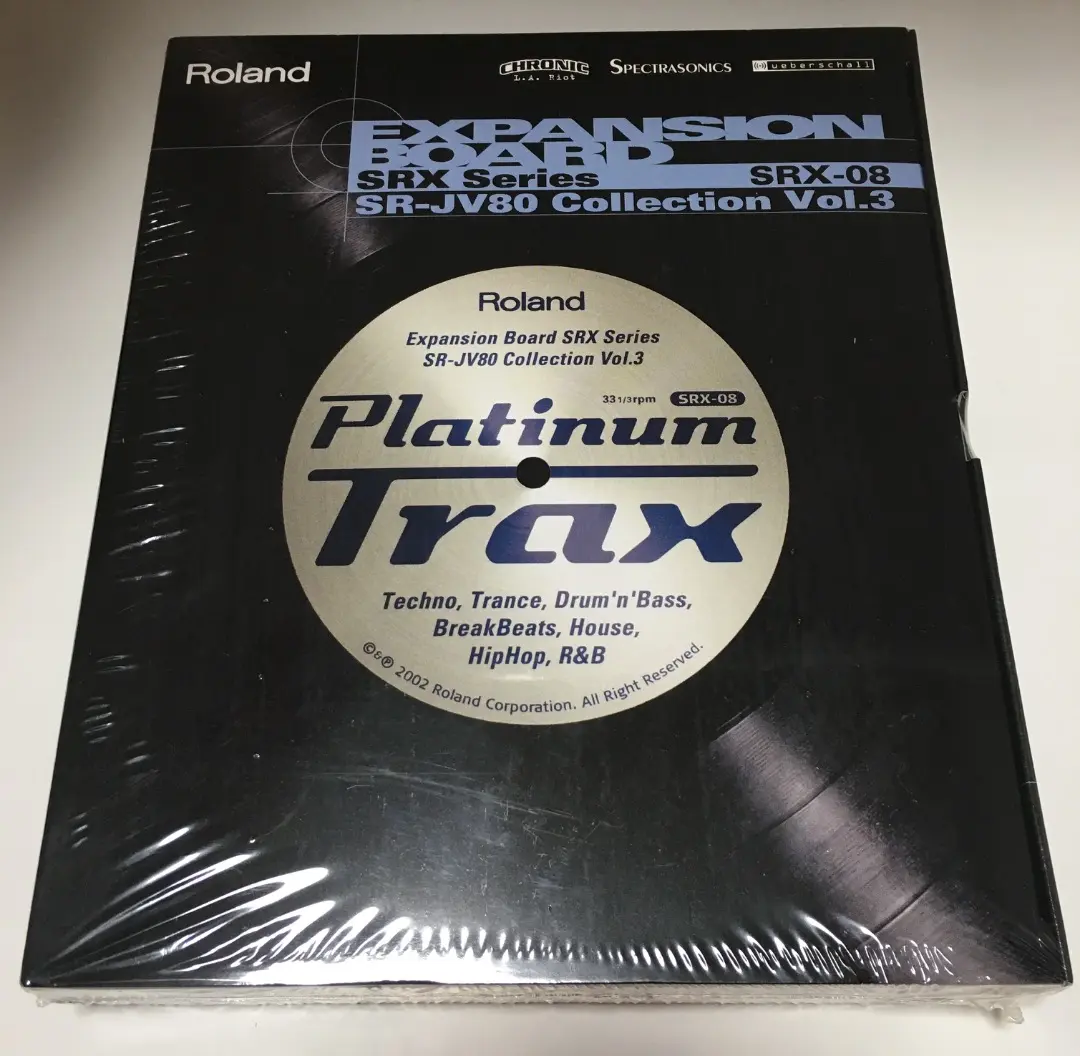 Roland
CHRONIC
L.A. Riot
SPECTRASONICS
ueberschall
EXPANSION
BOARD
SRX Series SRX-08
SR-JV80 Collection Vol.3
Roland
Expansion Board SRX Series
SR-JV80 Collection Vol.3
33 1/3 rpm SRX-08
Platinum
Trax
Techno, Trance, Drum'n'Bass,
BreakBeats, House,
HipHop, R&B
©&℗ 2002 Roland Corporation. All Right Reserved.